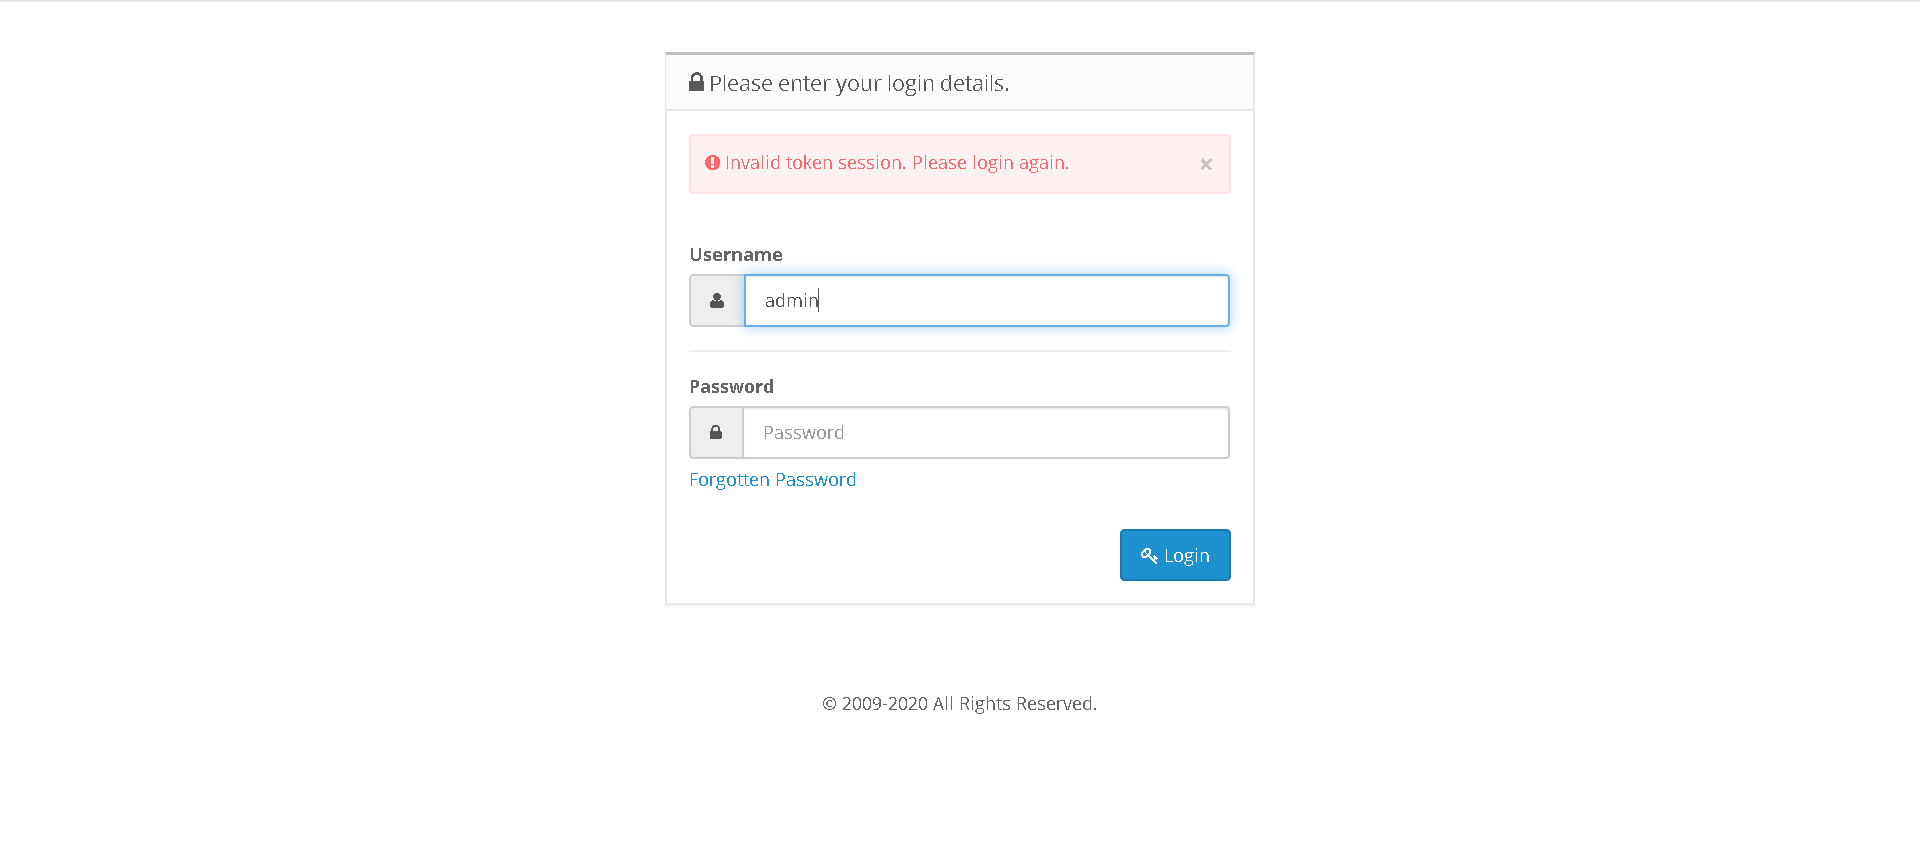 Please enter your login details.
Invalid token session. Please login again.
×
Username
admin
Password
Password
Forgotten Password
Login
© 2009-2020 All Rights Reserved.